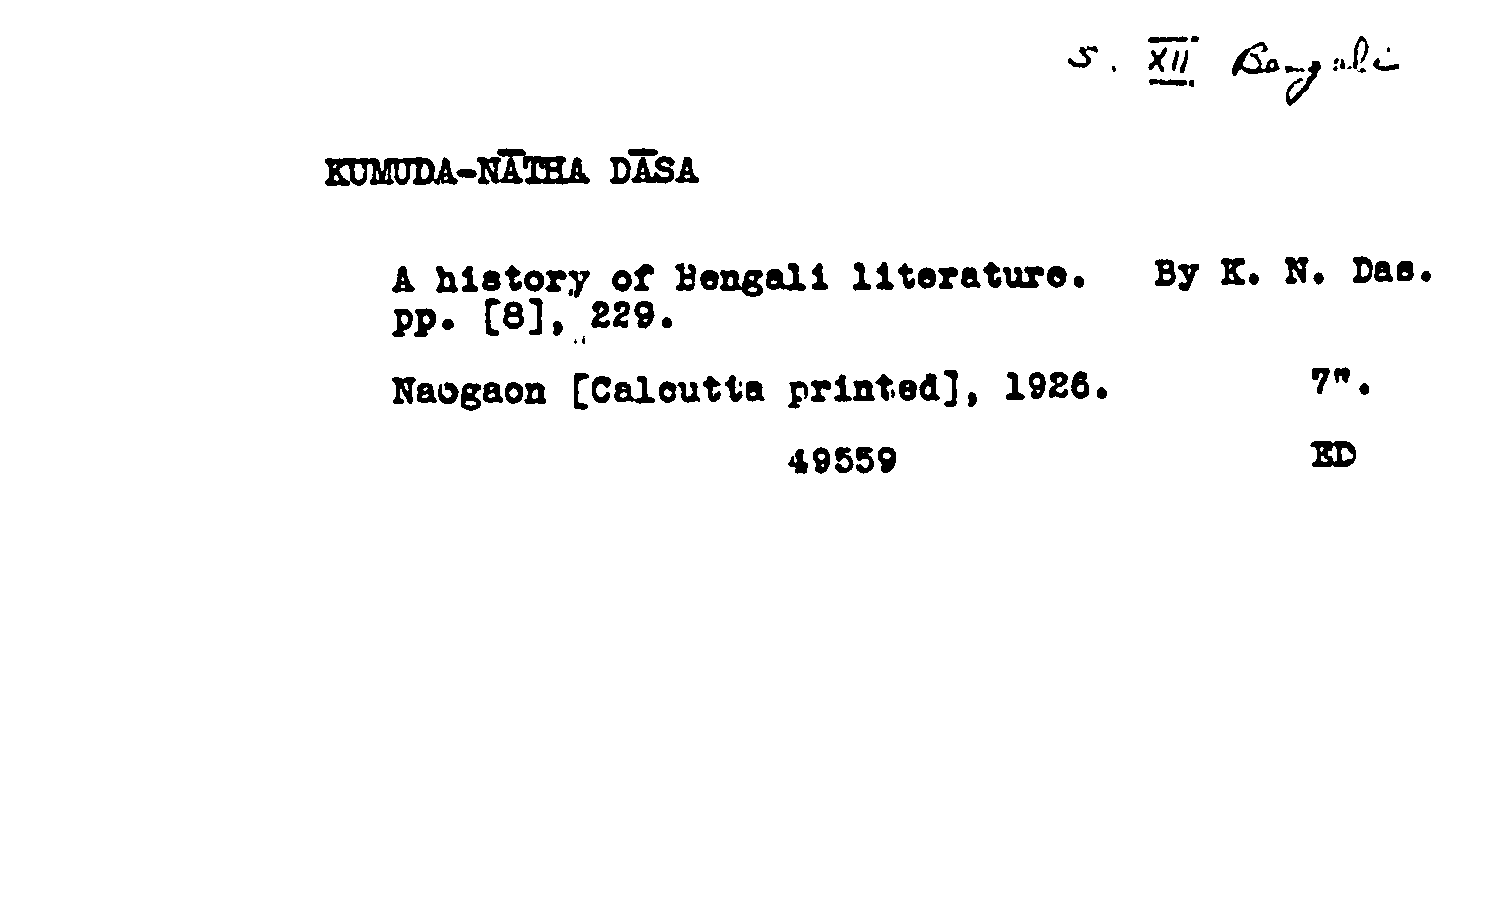 S. XII Bengali
KUMUDA-NĀTHA DĀSA
A history of Bengali literature. By K. N. Das.
pp. [8], 229.
Naogaon [Calcutta printed], 1926. 7".
49559 ED